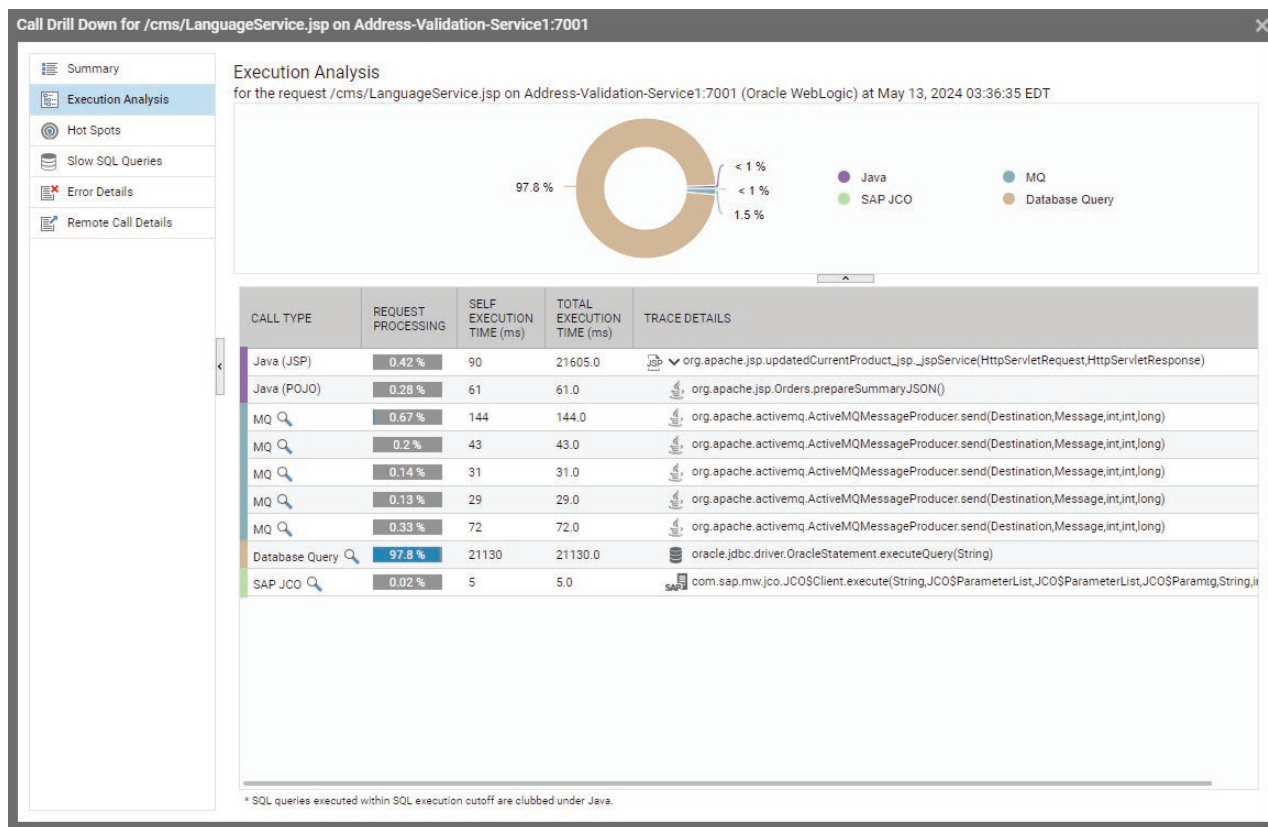 Call Drill Down for /cms/LanguageService.jsp on Address-Validation-Service1:7001
Summary
Execution Analysis
Hot Spots
Slow SQL Queries
Error Details
Remote Call Details
Execution Analysis
for the request /cms/LanguageService.jsp on Address-Validation-Service1:7001 (Oracle WebLogic) at May 13, 2024 03:36:35 EDT
97.8 %
< 1 %
< 1 %
1.5 %
Java
MQ
SAP JCO
Database Query
CALL TYPE
REQUEST
PROCESSING
SELF
EXECUTION
TIME (ms)
TOTAL
EXECUTION
TIME (ms)
TRACE DETAILS
Java (JSP) 0.42 % 90 21605.0 JSP org.apache.jsp.updatedCurrentProduct_jsp._jspService(HttpServletRequest,HttpServletResponse)
Java (POJO) 0.28 % 61 61.0 org.apache.jsp.Orders.prepareSummaryJSON()
MQ 0.67 % 144 144.0 org.apache.activemq.ActiveMQMessageProducer.send(Destination,Message,int,int,long)
MQ 0.2 % 43 43.0 org.apache.activemq.ActiveMQMessageProducer.send(Destination,Message,int,int,long)
MQ 0.14 % 31 31.0 org.apache.activemq.ActiveMQMessageProducer.send(Destination,Message,int,int,long)
MQ 0.13 % 29 29.0 org.apache.activemq.ActiveMQMessageProducer.send(Destination,Message,int,int,long)
MQ 0.33 % 72 72.0 org.apache.activemq.ActiveMQMessageProducer.send(Destination,Message,int,int,long)
Database Query 97.8 % 21130 21130.0 oracle.jdbc.driver.OracleStatement.executeQuery(String)
SAP JCO 0.02 % 5 5.0 SAP com.sap.mw.jco.JCO$Client.execute(String,JCO$ParameterList,JCO$ParameterList,JCO$Paramtg,String,i
* SQL queries executed within SQL execution cutoff are clubbed under Java.